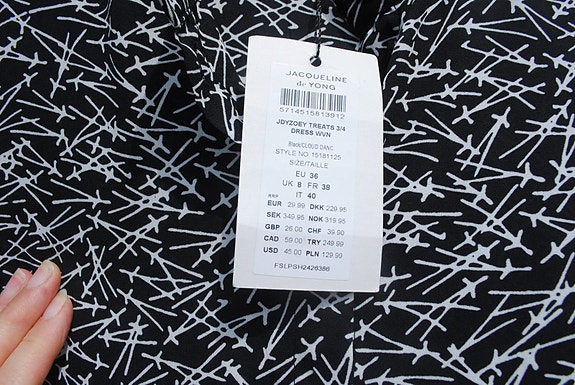 JACQUELINE
de YONG
5714515813912
JDYZOEY TREATS 3/4
DRESS WVN
Black/CLOUD DANC
STYLE NO. 15181125
SIZE/TAILLE
EU 36
UK 8 FR 38
IT 40
RRP
EUR 29.99 DKK 229.95
SEK 349.95 NOK 319.95
GBP 26.00 CHF 39.90
CAD 59.00 TRY 249.99
USD 45.00 PLN 129.99
FSLPSH2426386